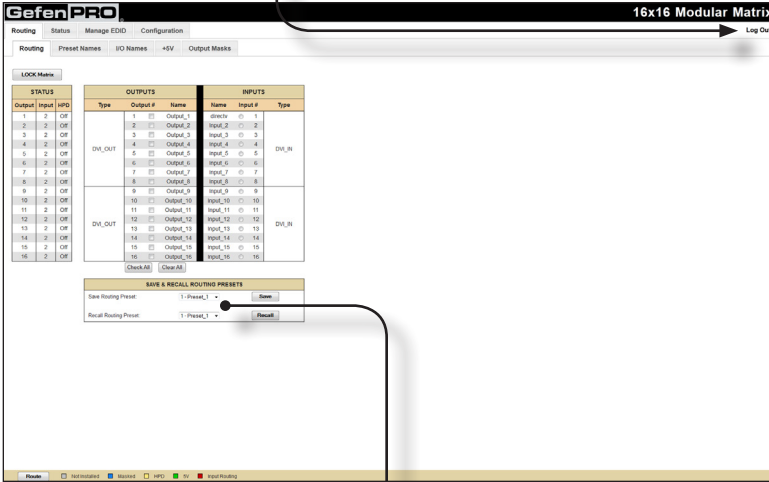 Gefen PRO 16x16 Modular Matrix
Routing Status Manage EDID Configuration Log Ou
Routing Preset Names I/O Names +5V Output Masks
LOCK Matrix
STATUS OUTPUTS INPUTS
Output Input HPD Type Output # Name Name Input # Type
1 2 Off 1 Output_1 directv 1
2 2 Off 2 Output_2 Input_2 2
3 2 Off 3 Output_3 Input_3 3
4 2 Off DVI_OUT 4 Output_4 Input_4 4 DVI_IN
5 2 Off 5 Output_5 Input_5 5
6 2 Off 6 Output_6 Input_6 6
7 2 Off 7 Output_7 Input_7 7
8 2 Off 8 Output_8 Input_8 8
9 2 Off 9 Output_9 Input_9 9
10 2 Off 10 Output_10 Input_10 10
11 2 Off 11 Output_11 Input_11 11
12 2 Off DVI_OUT 12 Output_12 Input_12 12 DVI_IN
13 2 Off 13 Output_13 Input_13 13
14 2 Off 14 Output_14 Input_14 14
15 2 Off 15 Output_15 Input_15 15
16 2 Off 16 Output_16 Input_16 16
Check All Clear All
SAVE & RECALL ROUTING PRESETS
Save Routing Preset: 1 - Preset_1 Save
Recall Routing Preset: 1 - Preset_1 Recall
Route Not Installed Masked HPD 5V Input Routing